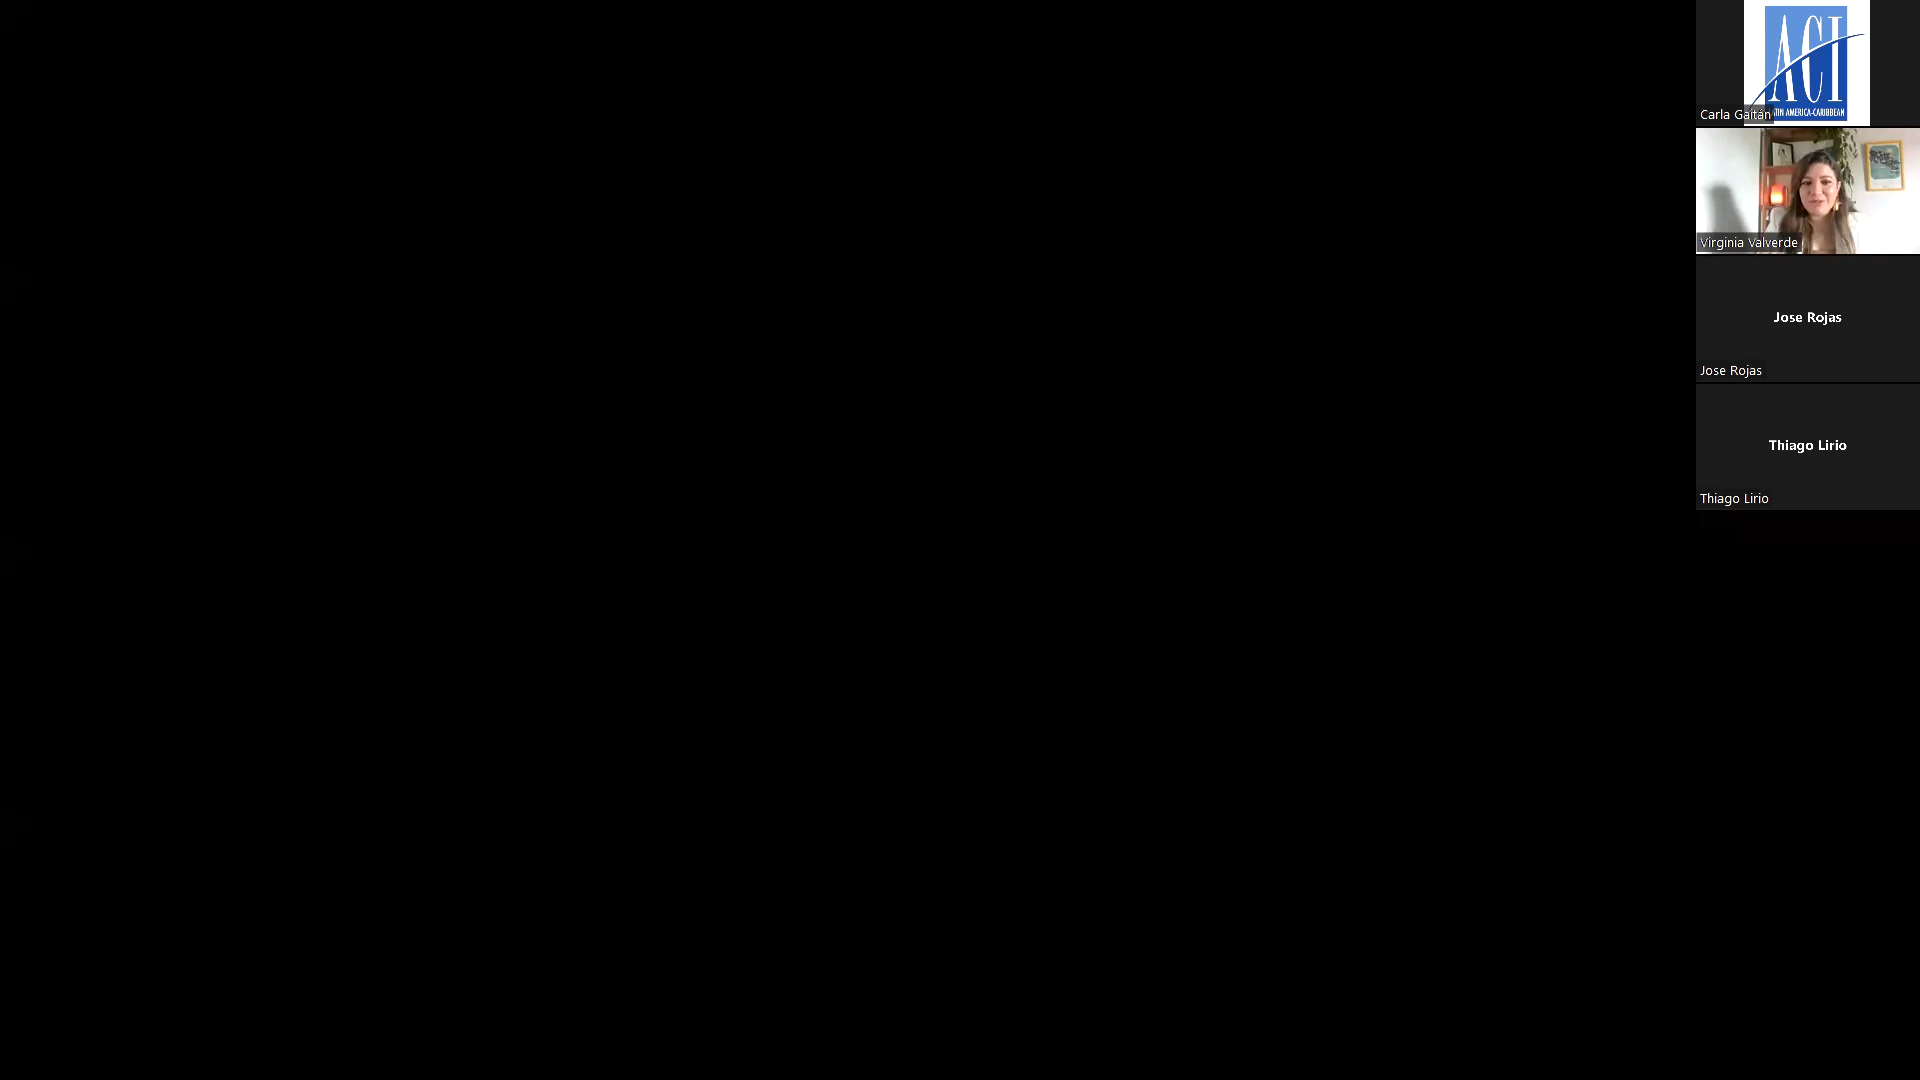 ACI
LATIN AMERICA-CARIBBEAN
Carla Gaitán
Virginia Valverde
Jose Rojas
Jose Rojas
Thiago Lirio
Thiago Lirio